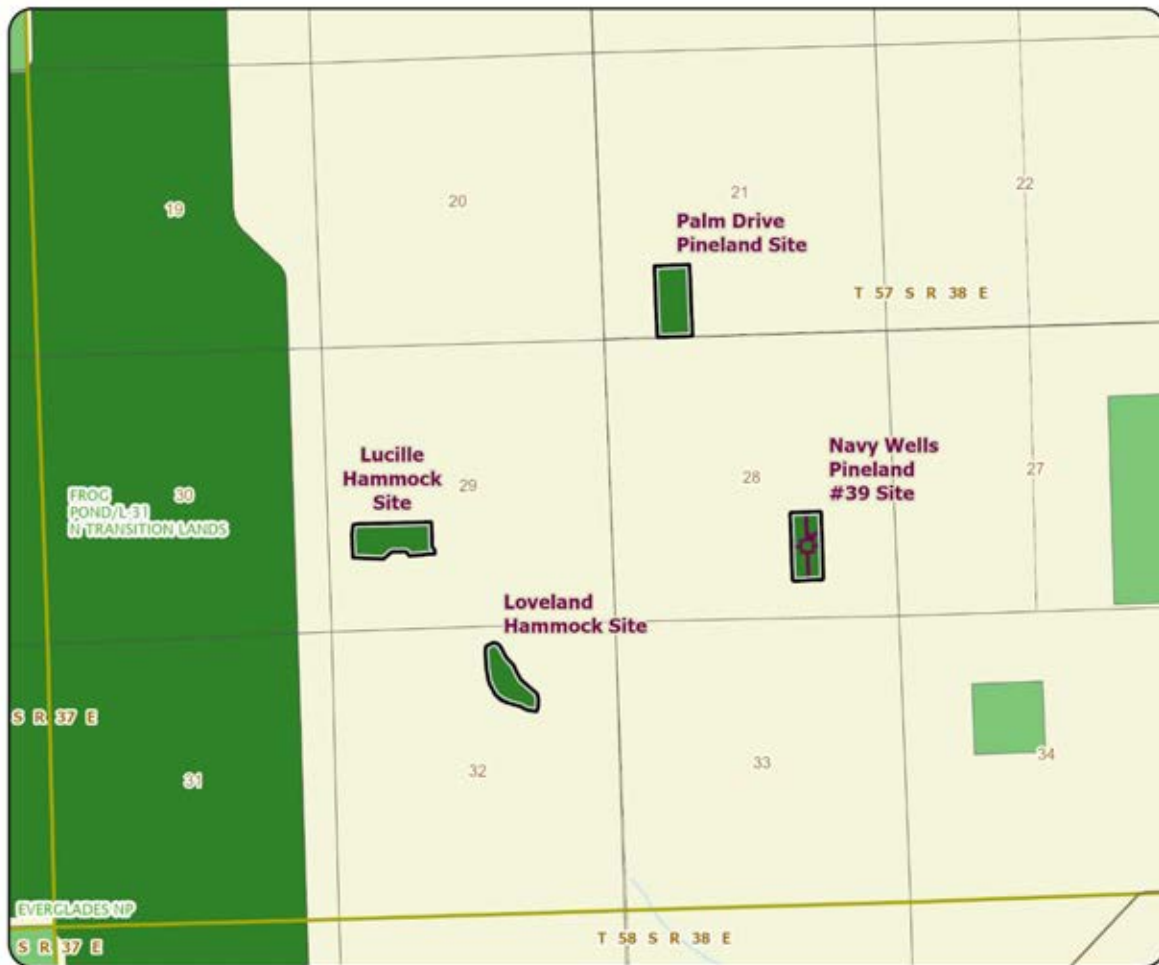 19
20
21
22
Palm Drive
Pineland Site
T 57 S R 38 E
Lucille
Hammock
Site
29
28
Navy Wells
Pineland
#39 Site
27
30
FROG
POND/L-31
N TRANSITION LANDS
Loveland
Hammock Site
S R 37 E
31
32
33
34
EVERGLADES NP
S R 37 E
T 58 S R 38 E